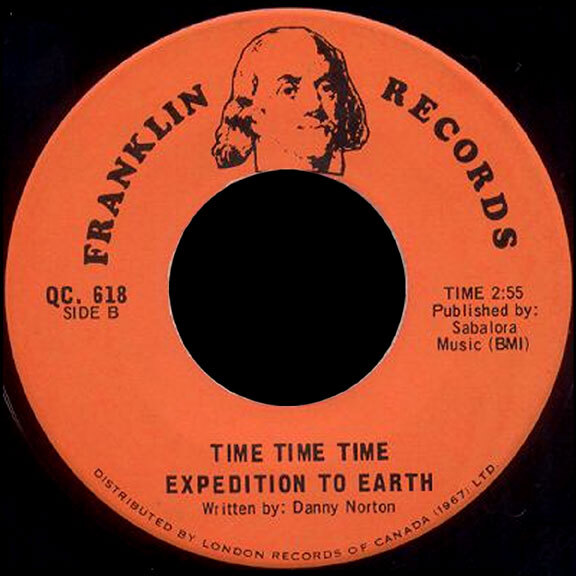 FRANKLIN RECORDS
QC. 618
SIDE B
TIME 2:55
Published by:
Sabalora
Music (BMI)
TIME TIME TIME
EXPEDITION TO EARTH
Written by: Danny Norton
DISTRIBUTED BY LONDON RECORDS OF CANADA (1967) LTD.